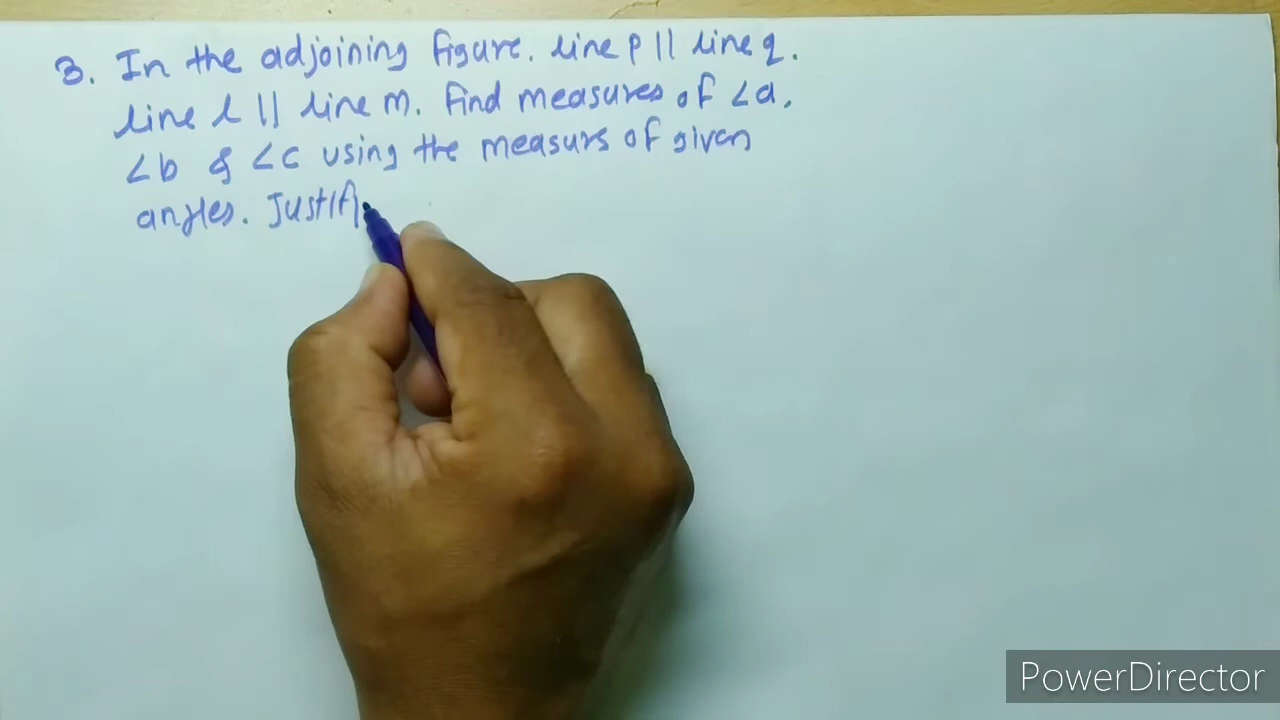 3. In the adjoining figure. line p || line q.
line l || line m. Find measures of ∠a,
∠b & ∠c using the measurs of given
angles. Justify
PowerDirector